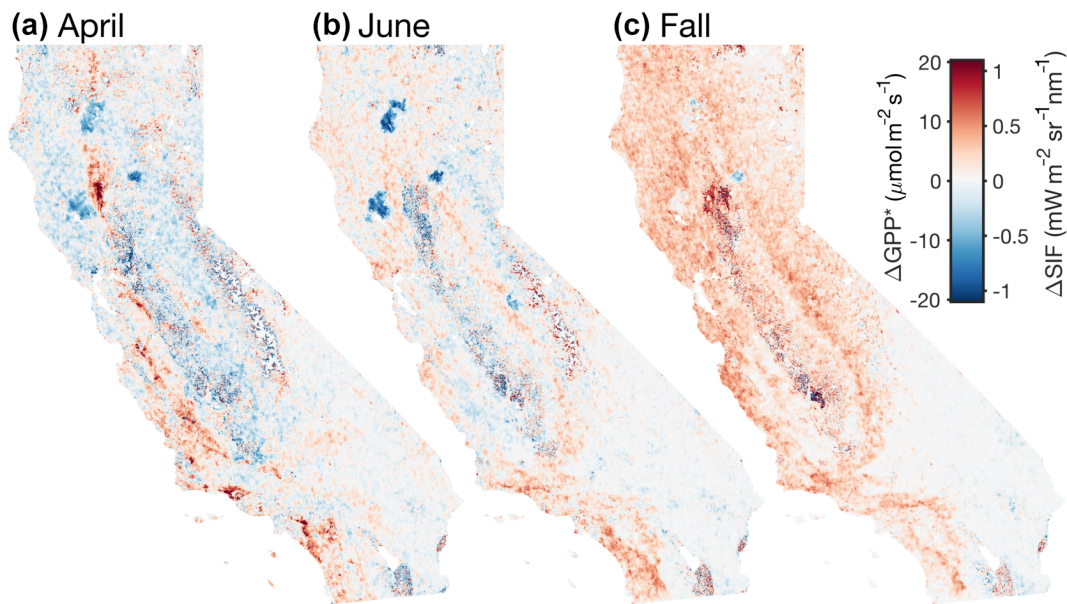 (a) April
(b) June
(c) Fall
20
10
0
-10
-20
1
0.5
0
-0.5
-1
ΔGPP* (μmol m⁻² s⁻¹)
ΔSIF (mW m⁻² sr⁻¹ nm⁻¹)